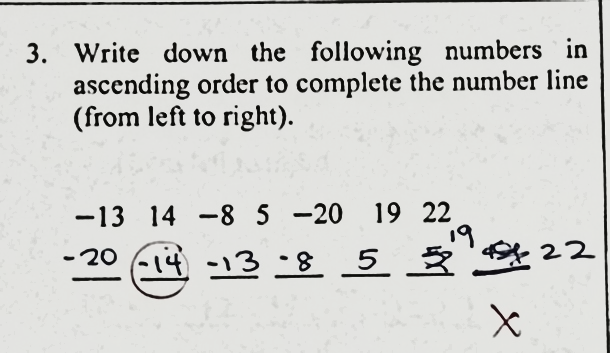 3. Write down the following numbers in
ascending order to complete the number line
(from left to right).
−13 14 −8 5 −20 19 22
-20 -14 -13 -8 5 19 22
X